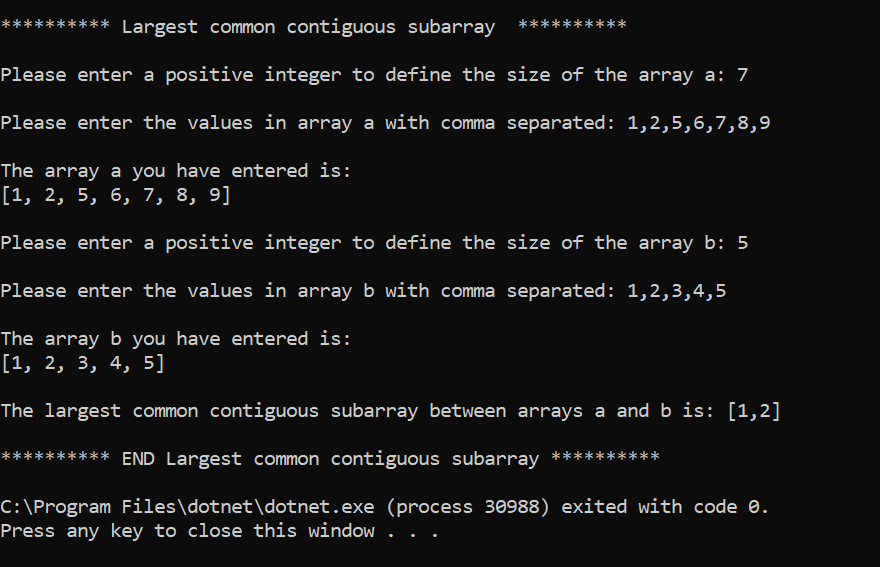 ********** Largest common contiguous subarray  **********
Please enter a positive integer to define the size of the array a: 7
Please enter the values in array a with comma separated: 1,2,5,6,7,8,9
The array a you have entered is:
[1, 2, 5, 6, 7, 8, 9]
Please enter a positive integer to define the size of the array b: 5
Please enter the values in array b with comma separated: 1,2,3,4,5
The array b you have entered is:
[1, 2, 3, 4, 5]
The largest common contiguous subarray between arrays a and b is: [1,2]
********** END Largest common contiguous subarray **********
C:\Program Files\dotnet\dotnet.exe (process 30988) exited with code 0.
Press any key to close this window . . .